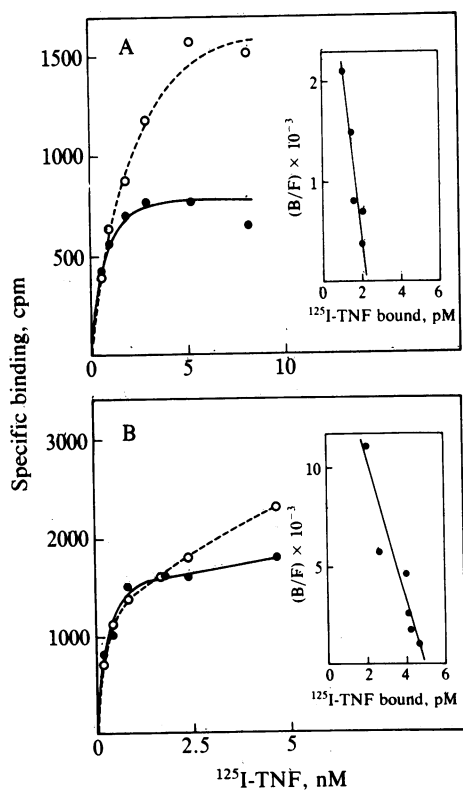 Specific binding, cpm
A
1500
1000
500
0
0 5 10
(B/F) × 10⁻³
2
1
0 2 4 6
¹²⁵I-TNF bound, pM
B
3000
2000
1000
0
0 2.5 5
(B/F) × 10⁻³
10
5
0 2 4 6
¹²⁵I-TNF bound, pM
¹²⁵I-TNF, nM